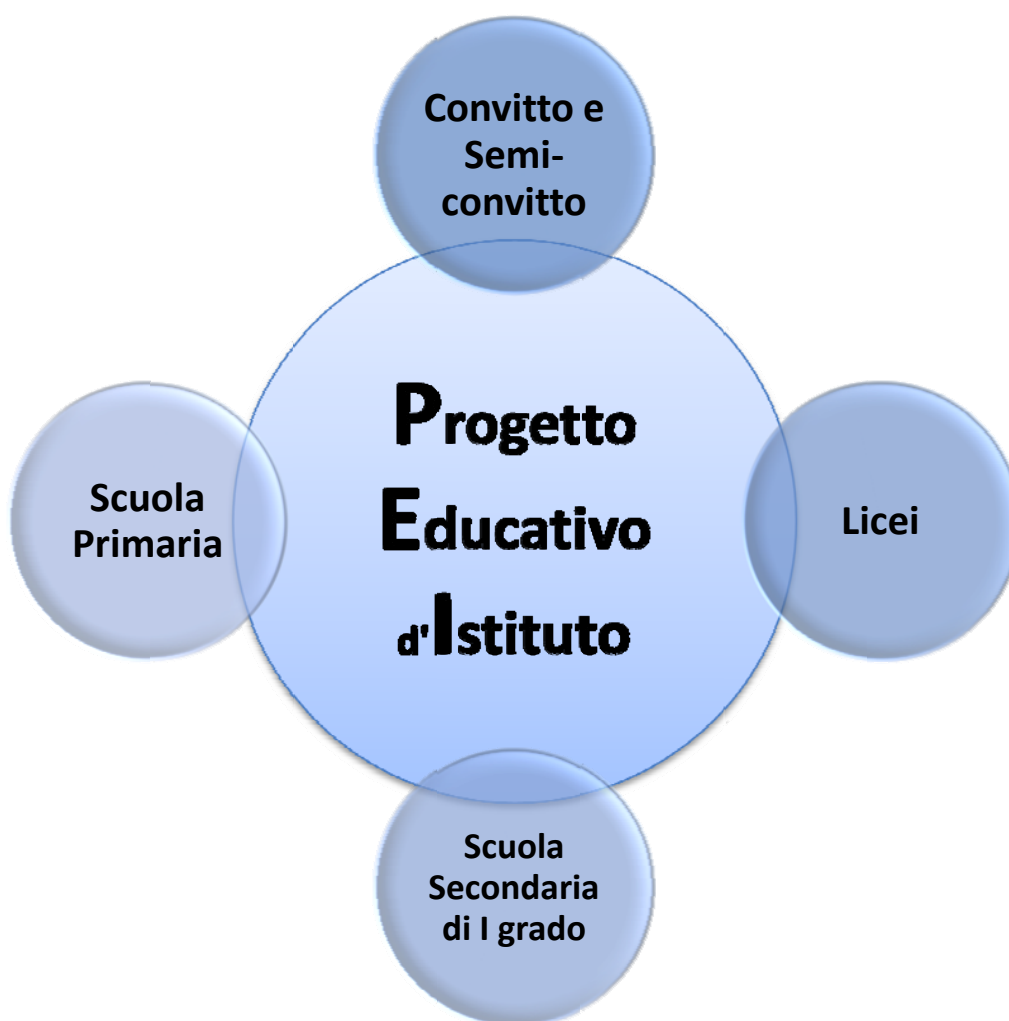 Convitto e
Semi-
convitto
Progetto
Educativo
d'Istituto
Scuola
Primaria
Licei
Scuola
Secondaria
di I grado